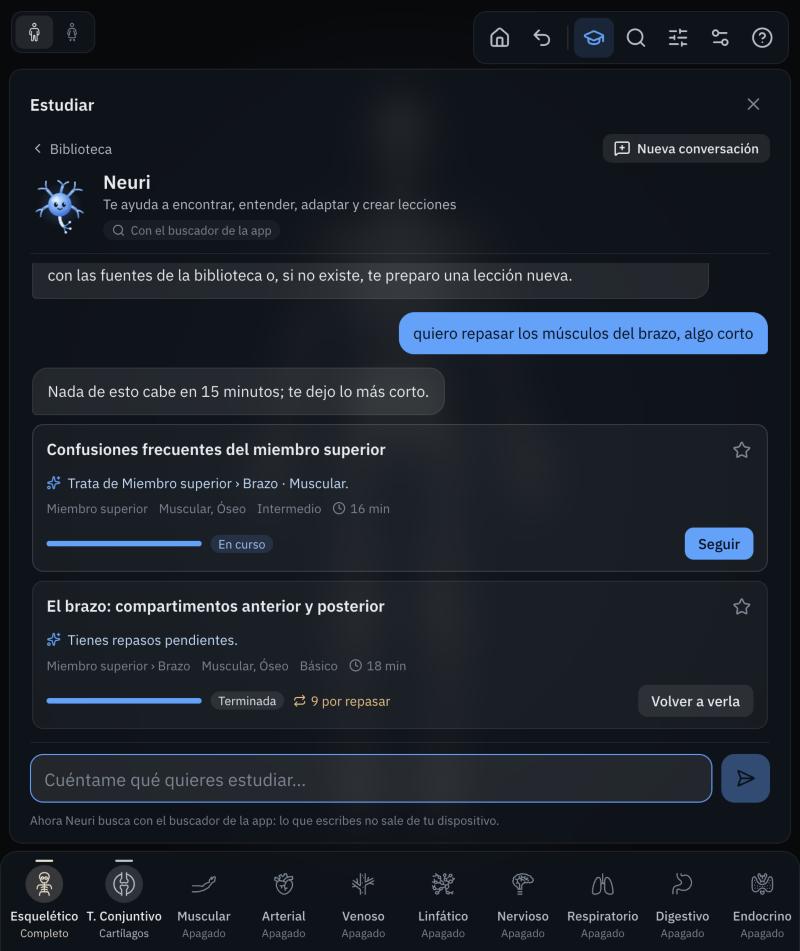 Estudiar
Biblioteca
Nueva conversación
Neuri
Te ayuda a encontrar, entender, adaptar y crear lecciones
Con el buscador de la app
con las fuentes de la biblioteca o, si no existe, te preparo una lección nueva.
quiero repasar los músculos del brazo, algo corto
Nada de esto cabe en 15 minutos; te dejo lo más corto.
Confusiones frecuentes del miembro superior
Trata de Miembro superior › Brazo · Muscular.
Miembro superior Muscular, Óseo Intermedio 16 min
En curso
Seguir
El brazo: compartimentos anterior y posterior
Tienes repasos pendientes.
Miembro superior › Brazo Muscular, Óseo Básico 18 min
Terminada 9 por repasar
Volver a verla
Cuéntame qué quieres estudiar...
Ahora Neuri busca con el buscador de la app: lo que escribes no sale de tu dispositivo.
Esquelético T. Conjuntivo Muscular Arterial Venoso Linfático Nervioso Respiratorio Digestivo Endocrino
Completo Cartílagos Apagado Apagado Apagado Apagado Apagado Apagado Apagado Apagado